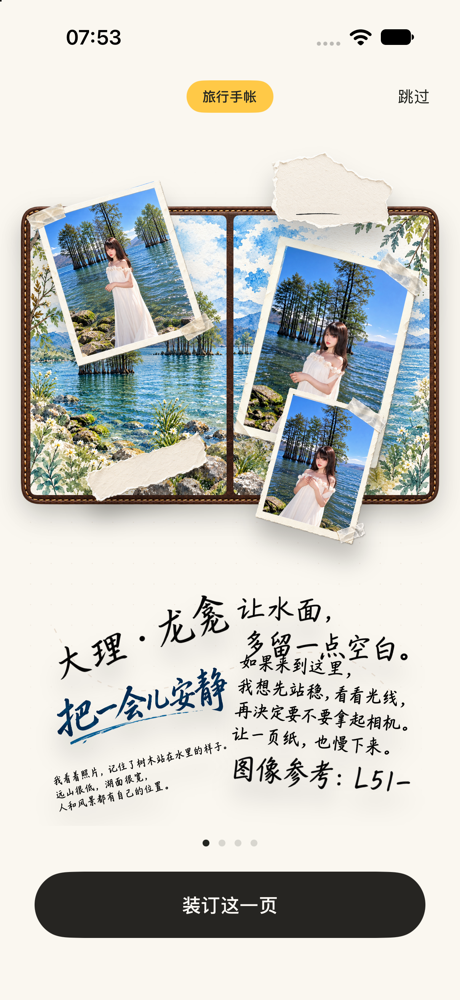 07:53
旅行手帐
跳过
大理·龛龛
让水面，
多留一点空白。
把一会儿安静
如果来到这里，
我想先站稳，看看光线，
再决定要不要拿起相机。
让一页纸，也慢下来。
我看着照片，记住了树木站在水里的样子。
远山很低，湖面很宽，
人和风景都有自己的位置。
图像参考：L51-
装订这一页